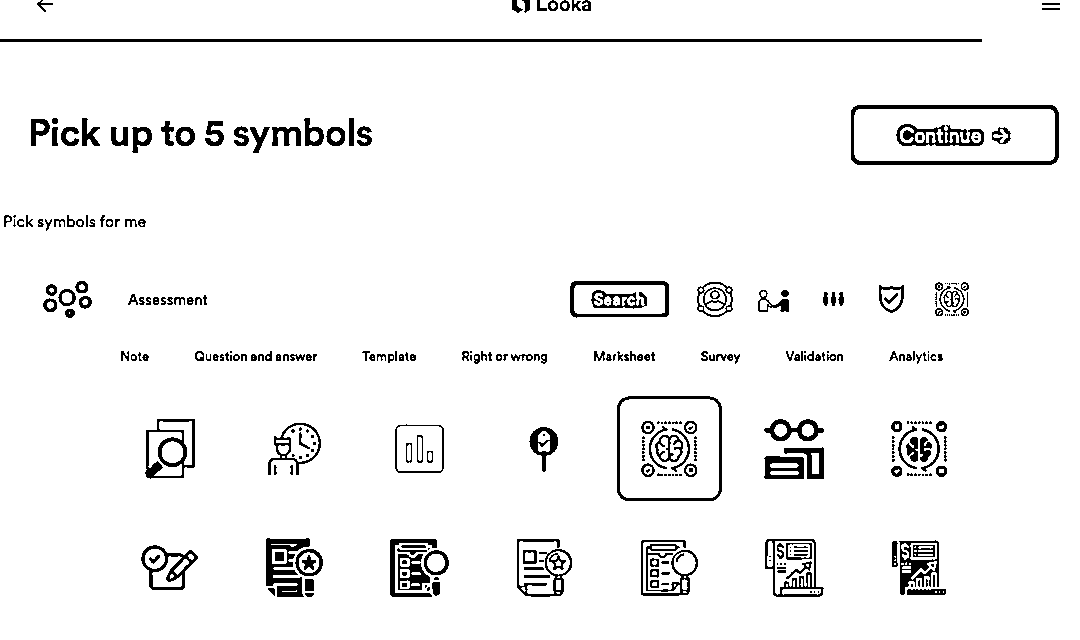 Looka
Pick up to 5 symbols
Continue
Pick symbols for me
Assessment
Search
Note Question and answer Template Right or wrong Marksheet Survey Validation Analytics